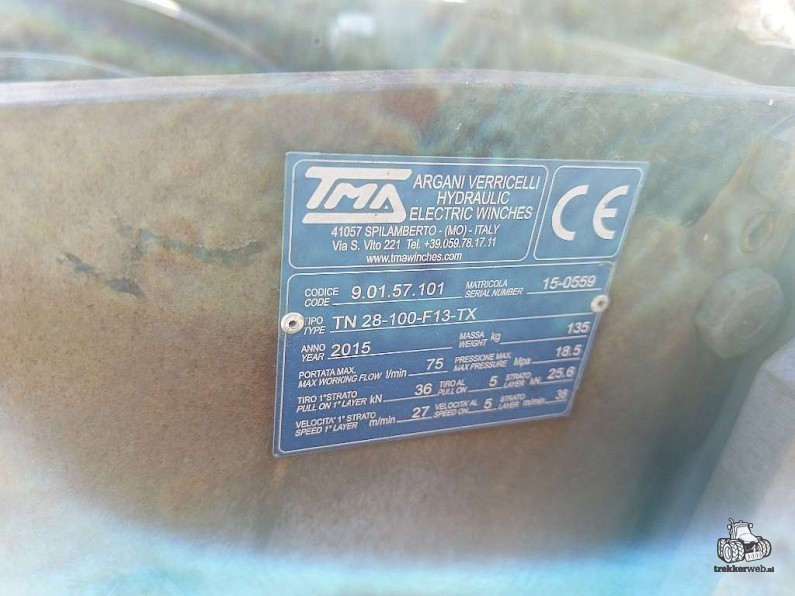 TMA
ARGANI VERRICELLI
HYDRAULIC
ELECTRIC WINCHES
41057 SPILAMBERTO - (MO) - ITALY
Via S. Vito 221 Tel. +39.059.78.17.11
www.tmawinches.com
CE
CODICE
CODE 9.01.57.101 MATRICOLA
SERIAL NUMBER 15-0559
TIPO
TYPE TN 28-100-F13-TX
ANNO
YEAR 2015 MASSA
WEIGHT kg 135
PORTATA MAX.
MAX WORKING FLOW l/min 75 PRESSIONE MAX.
MAX PRESSURE Mpa 18.5
TIRO 1°STRATO
PULL ON 1° LAYER kN 36 TIRO AL
PULL ON 5 STRATO
LAYER kN 25.6
VELOCITA' 1° STRATO
SPEED 1° LAYER m/min 27 VELOCITA' AL
SPEED ON 5 STRATO
LAYER m/min 38
trekkerweb.nl